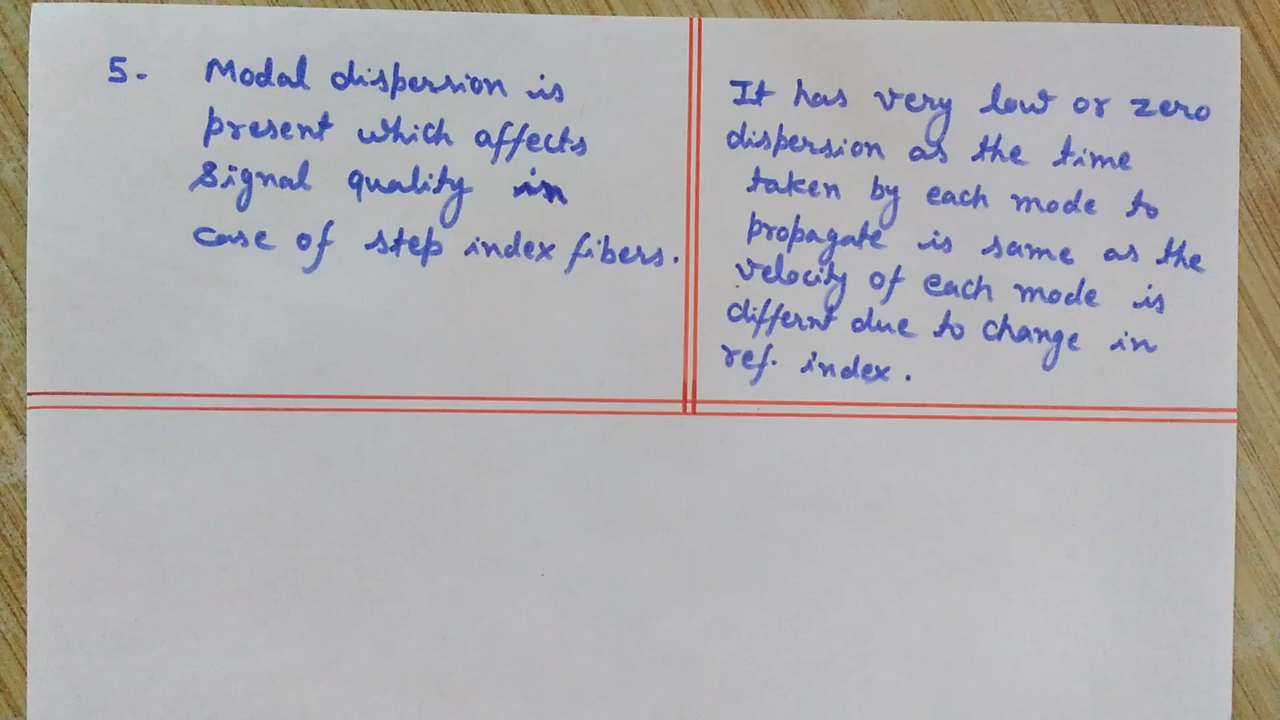 5. Modal dispersion is
present which affects
Signal quality in
case of step index fibers.
It has very low or zero
dispersion as the time
taken by each mode to
propagate is same as the
velocity of each mode is
differnt due to change in
ref. index.